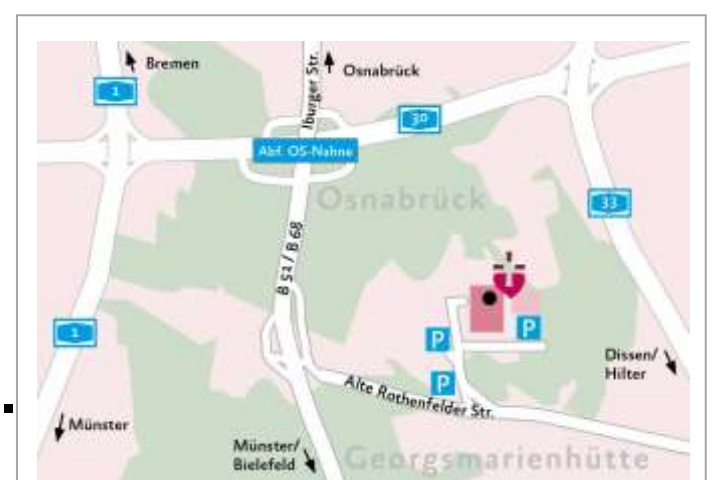 Bremen
Iburger Str.
Osnabrück
1
30
Abf. OS-Nahne
Osnabrück
33
B 51 / B 68
1
P
P
Dissen/
Hilter
P
Alte Rothenfelder Str.
Münster
Münster/
Bielefeld
Georgsmarienhütte